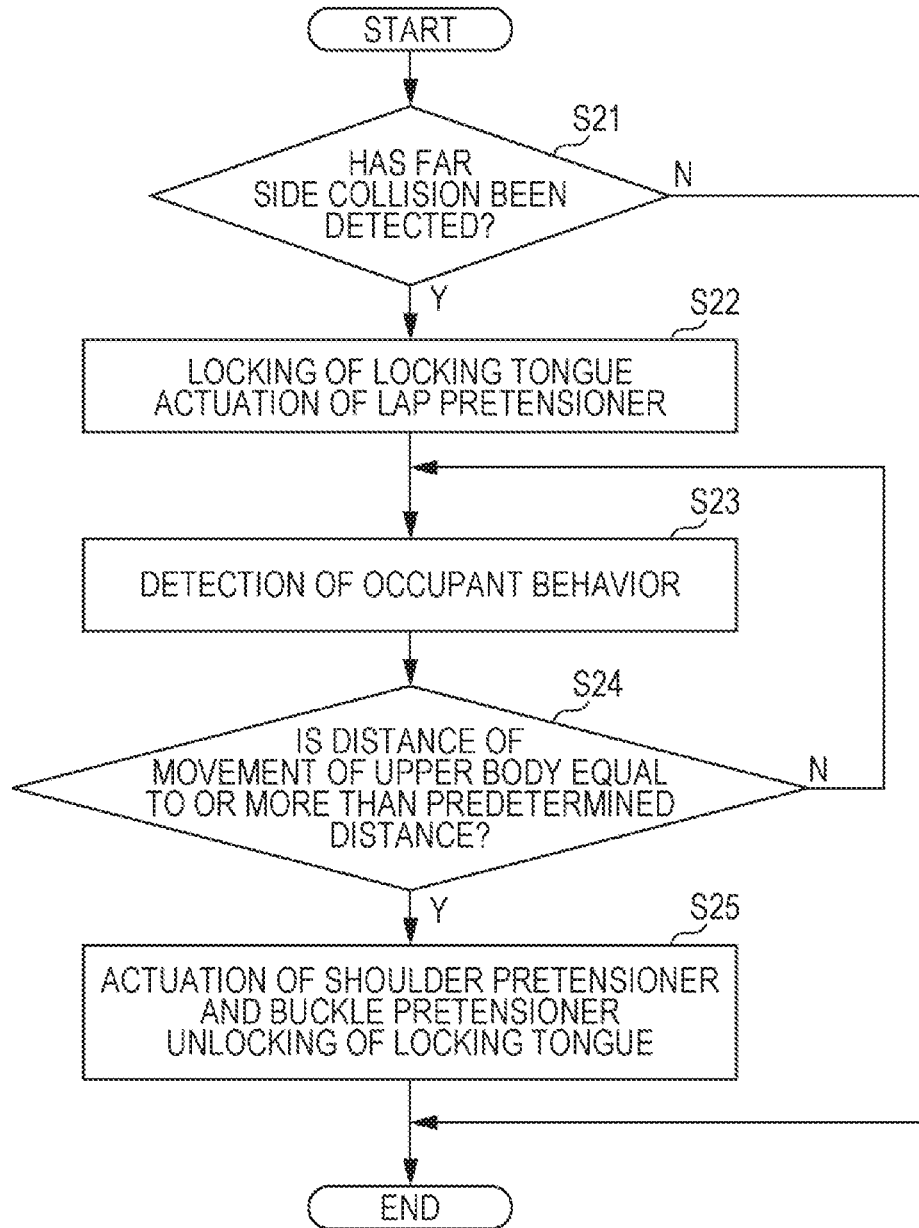 START
S21
HAS FAR
SIDE COLLISION BEEN
DETECTED?
N
Y
S22
LOCKING OF LOCKING TONGUE
ACTUATION OF LAP PRETENSIONER
S23
DETECTION OF OCCUPANT BEHAVIOR
S24
IS DISTANCE OF
MOVEMENT OF UPPER BODY EQUAL
TO OR MORE THAN PREDETERMINED
DISTANCE?
N
Y
S25
ACTUATION OF SHOULDER PRETENSIONER
AND BUCKLE PRETENSIONER
UNLOCKING OF LOCKING TONGUE
END